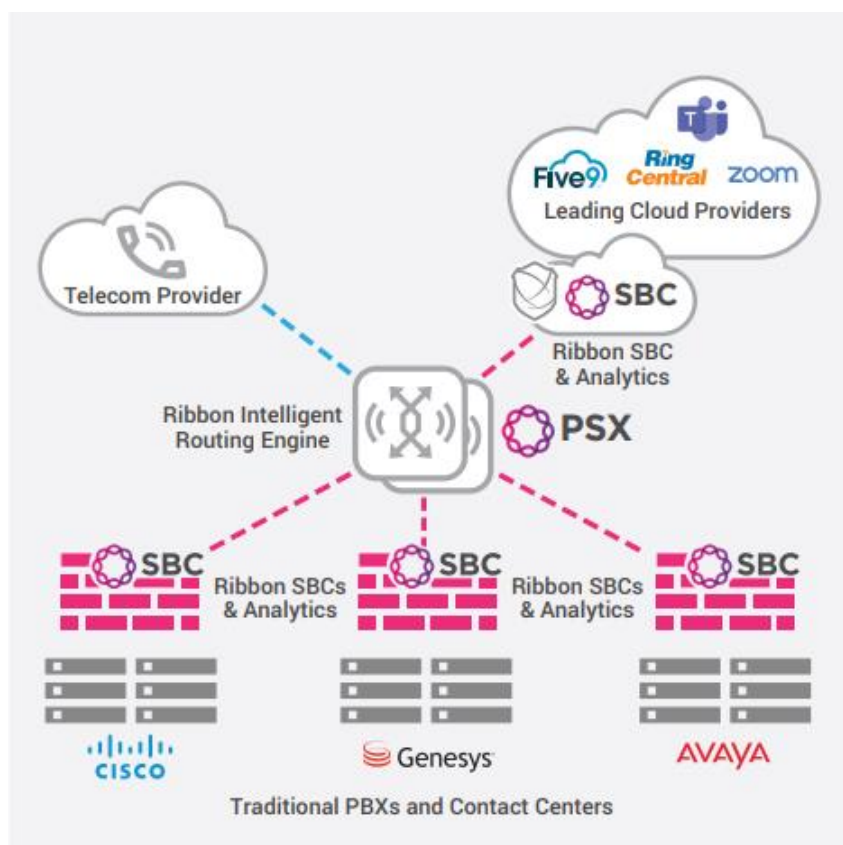 T
Five9
Ring
Central
zoom
Leading Cloud Providers
Telecom Provider
SBC
Ribbon SBC
& Analytics
Ribbon Intelligent
Routing Engine
PSX
SBC
Ribbon SBCs
& Analytics
SBC
Ribbon SBCs
& Analytics
SBC
CISCO
Genesys
AVAYA
Traditional PBXs and Contact Centers